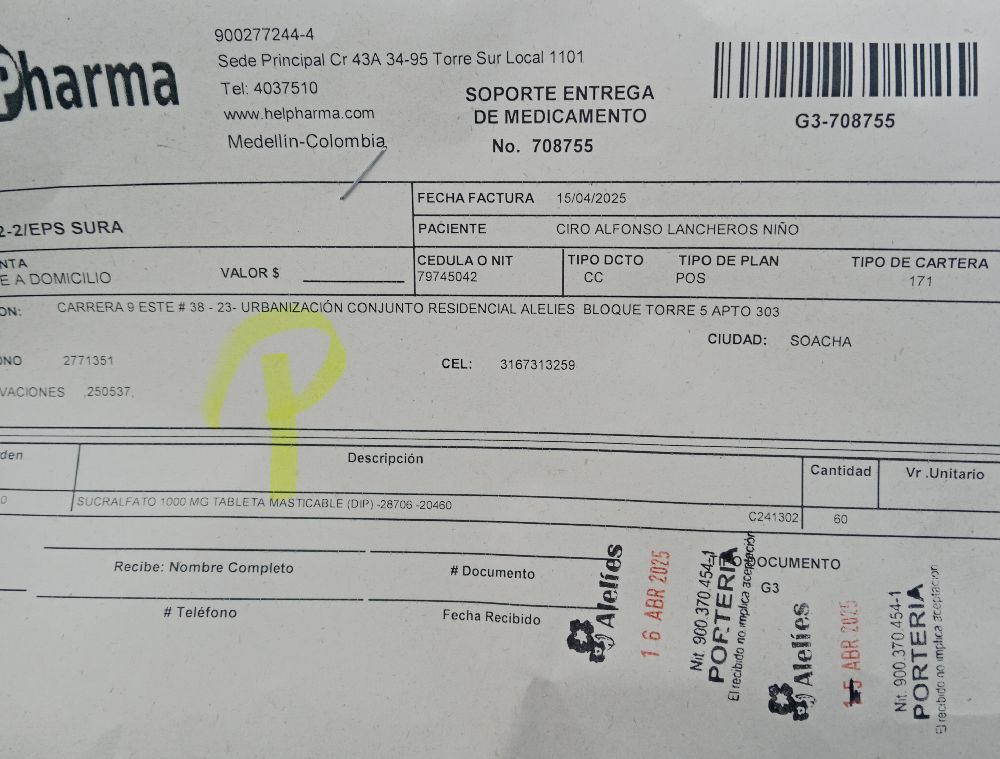 Pharma
900277244-4
Sede Principal Cr 43A 34-95 Torre Sur Local 1101
Tel: 4037510
www.helpharma.com
Medellín-Colombia
SOPORTE ENTREGA
DE MEDICAMENTO
No. 708755
G3-708755
2-2/EPS SURA
FECHA FACTURA 15/04/2025
PACIENTE CIRO ALFONSO LANCHEROS NIÑO
NTA
E A DOMICILIO
VALOR $
CEDULA O NIT
79745042
TIPO DCTO
CC
TIPO DE PLAN
POS
TIPO DE CARTERA
171
ON: CARRERA 9 ESTE # 38 - 23- URBANIZACIÓN CONJUNTO RESIDENCIAL ALELIES BLOQUE TORRE 5 APTO 303
CIUDAD: SOACHA
ONO 2771351
CEL: 3167313259
VACIONES ,250537,
P
den
Descripción
Cantidad
Vr .Unitario
0
SUCRALFATO 1000 MG TABLETA MASTICABLE (DIP) -28706 -20460
C241302
60
Recibe: Nombre Completo
# Documento
O DOCUMENTO
G3
# Teléfono
Fecha Recibido
Alelíes
16 ABR 2025
Nit. 900.370.454-1
PORTERIA
El recibido no implica aceptación
Alelíes
15 ABR 2025
Nit. 900.370.454-1
PORTERIA
El recibido no implica aceptación